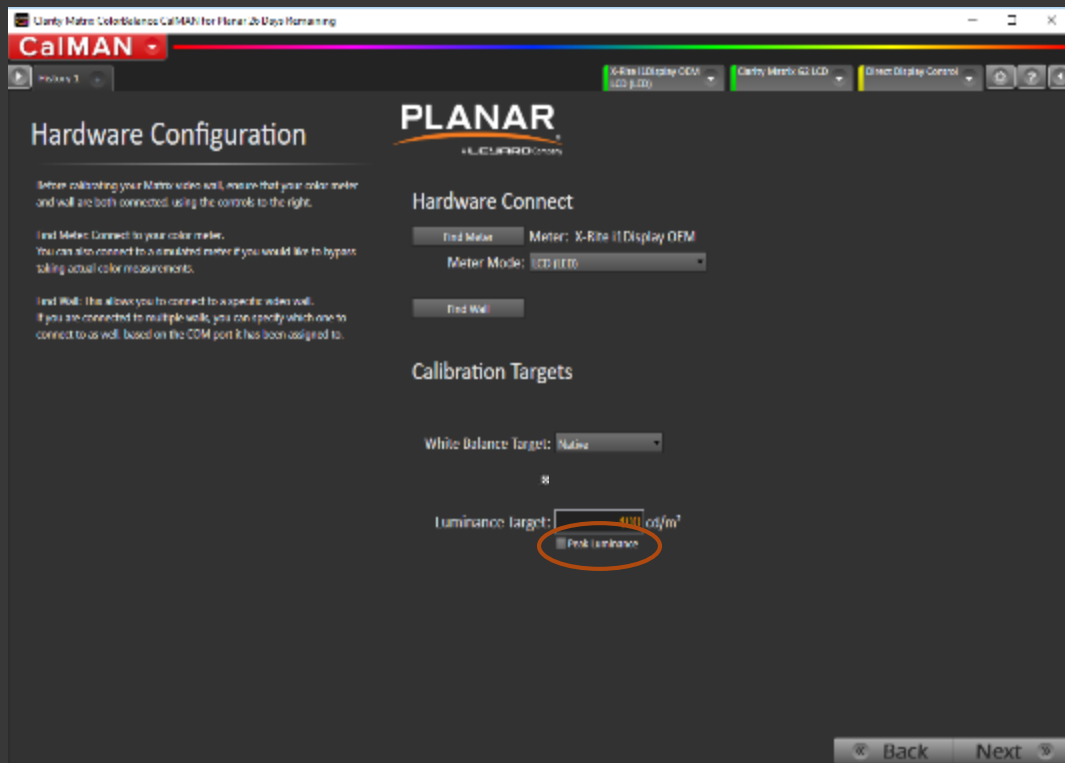 Clarity Matrix ColorBalance CalMAN for Planar 26 Days Remaining
CalMAN
History 1
X-Rite i1Display OEM
LCD (LED)
Clarity Matrix G2 LCD
Direct Display Control
?
PLANAR
A LEYARD Company
Hardware Configuration
Before calibrating your Matrix video wall, ensure that your color meter
and wall are both connected, using the controls to the right.
Find Meter: Connect to your color meter.
You can also connect to a simulated meter if you would like to bypass
taking actual color measurements.
Find Wall: This allows you to connect to a specific video wall.
If you are connected to multiple walls, you can specify which one to
connect to as well, based on the COM port it has been assigned to.
Hardware Connect
Find Meter Meter: X-Rite i1Display OEM
Meter Mode: LCD (LED)
Find Wall
Calibration Targets
White Balance Target: Native
Luminance Target: cd/m²
Peak Luminance
Back Next